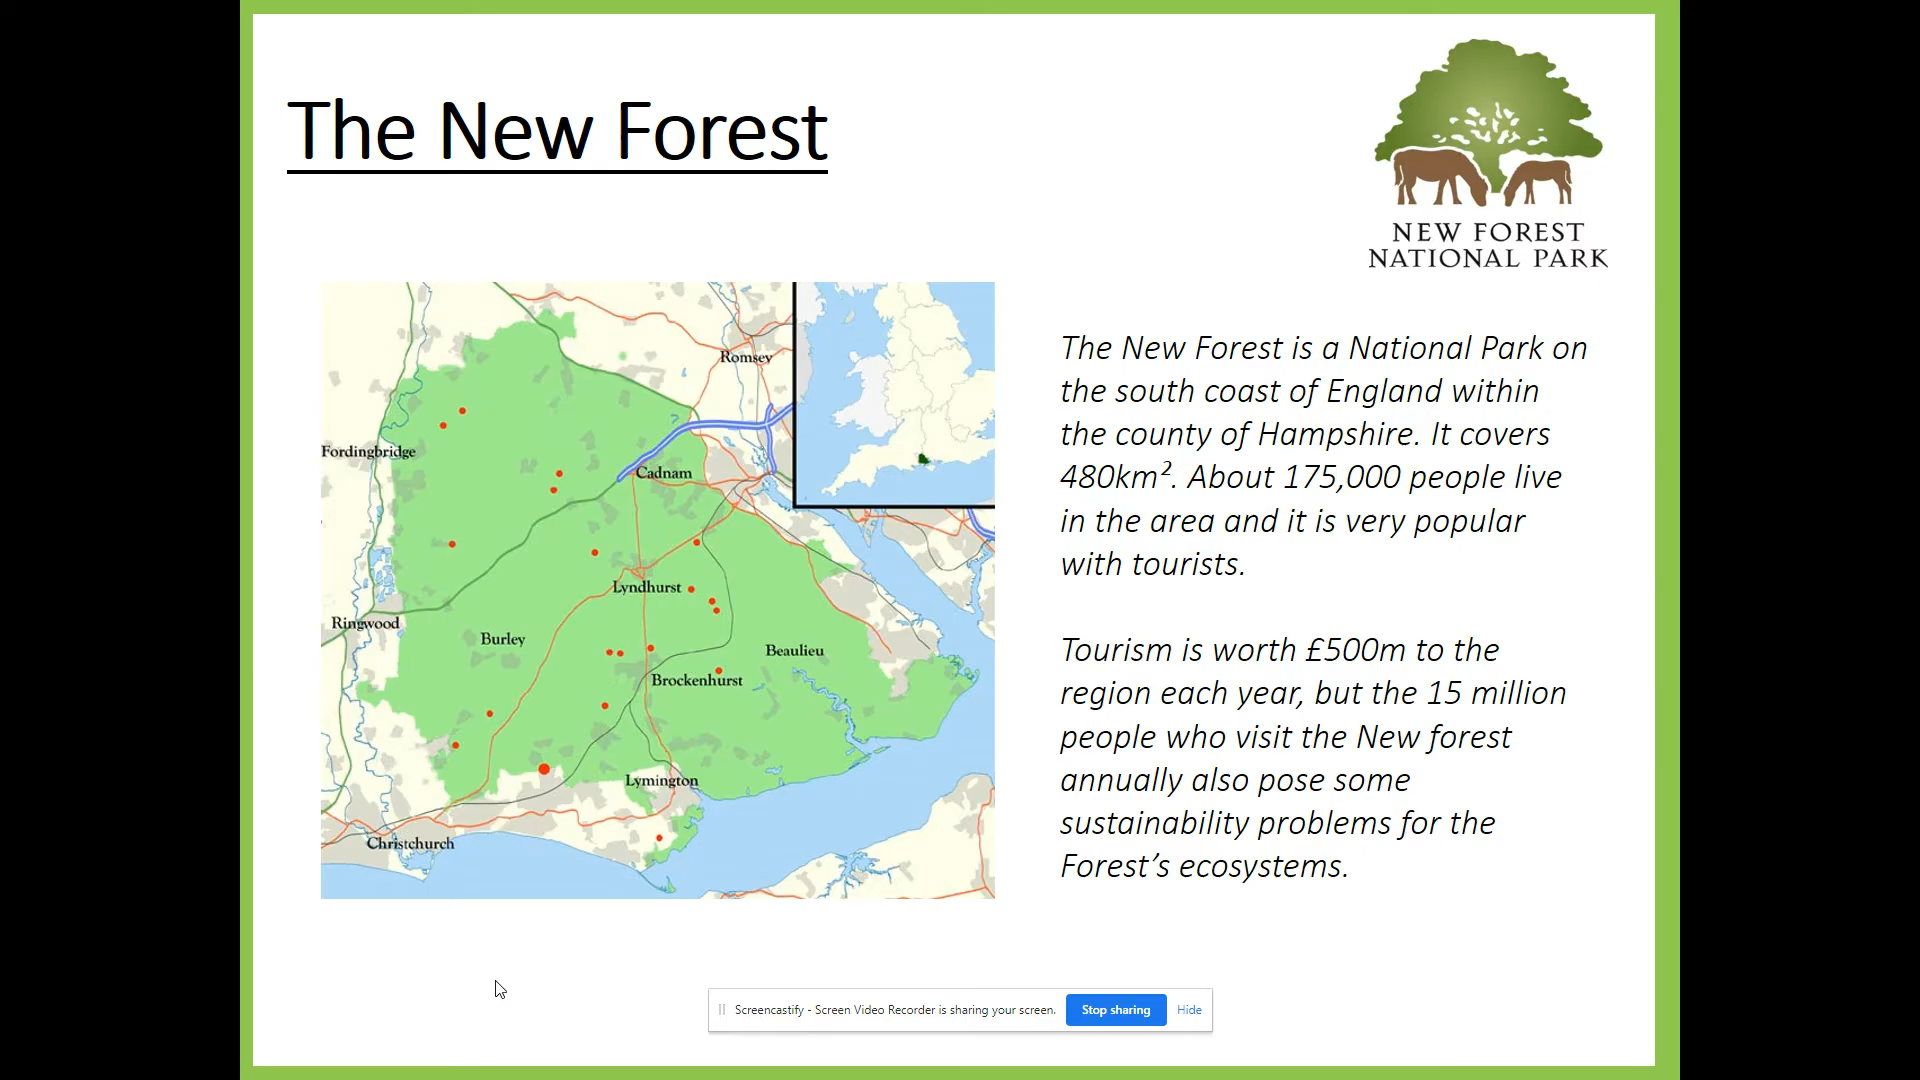 The New Forest
NEW FOREST
NATIONAL PARK
Romsey
Fordingbridge
Cadnam
Lyndhurst
Ringwood
Burley
Beaulieu
Brockenhurst
Lymington
Christchurch
The New Forest is a National Park on
the south coast of England within
the county of Hampshire. It covers
480km². About 175,000 people live
in the area and it is very popular
with tourists.
Tourism is worth £500m to the
region each year, but the 15 million
people who visit the New forest
annually also pose some
sustainability problems for the
Forest’s ecosystems.
Screencastify - Screen Video Recorder is sharing your screen. Stop sharing Hide